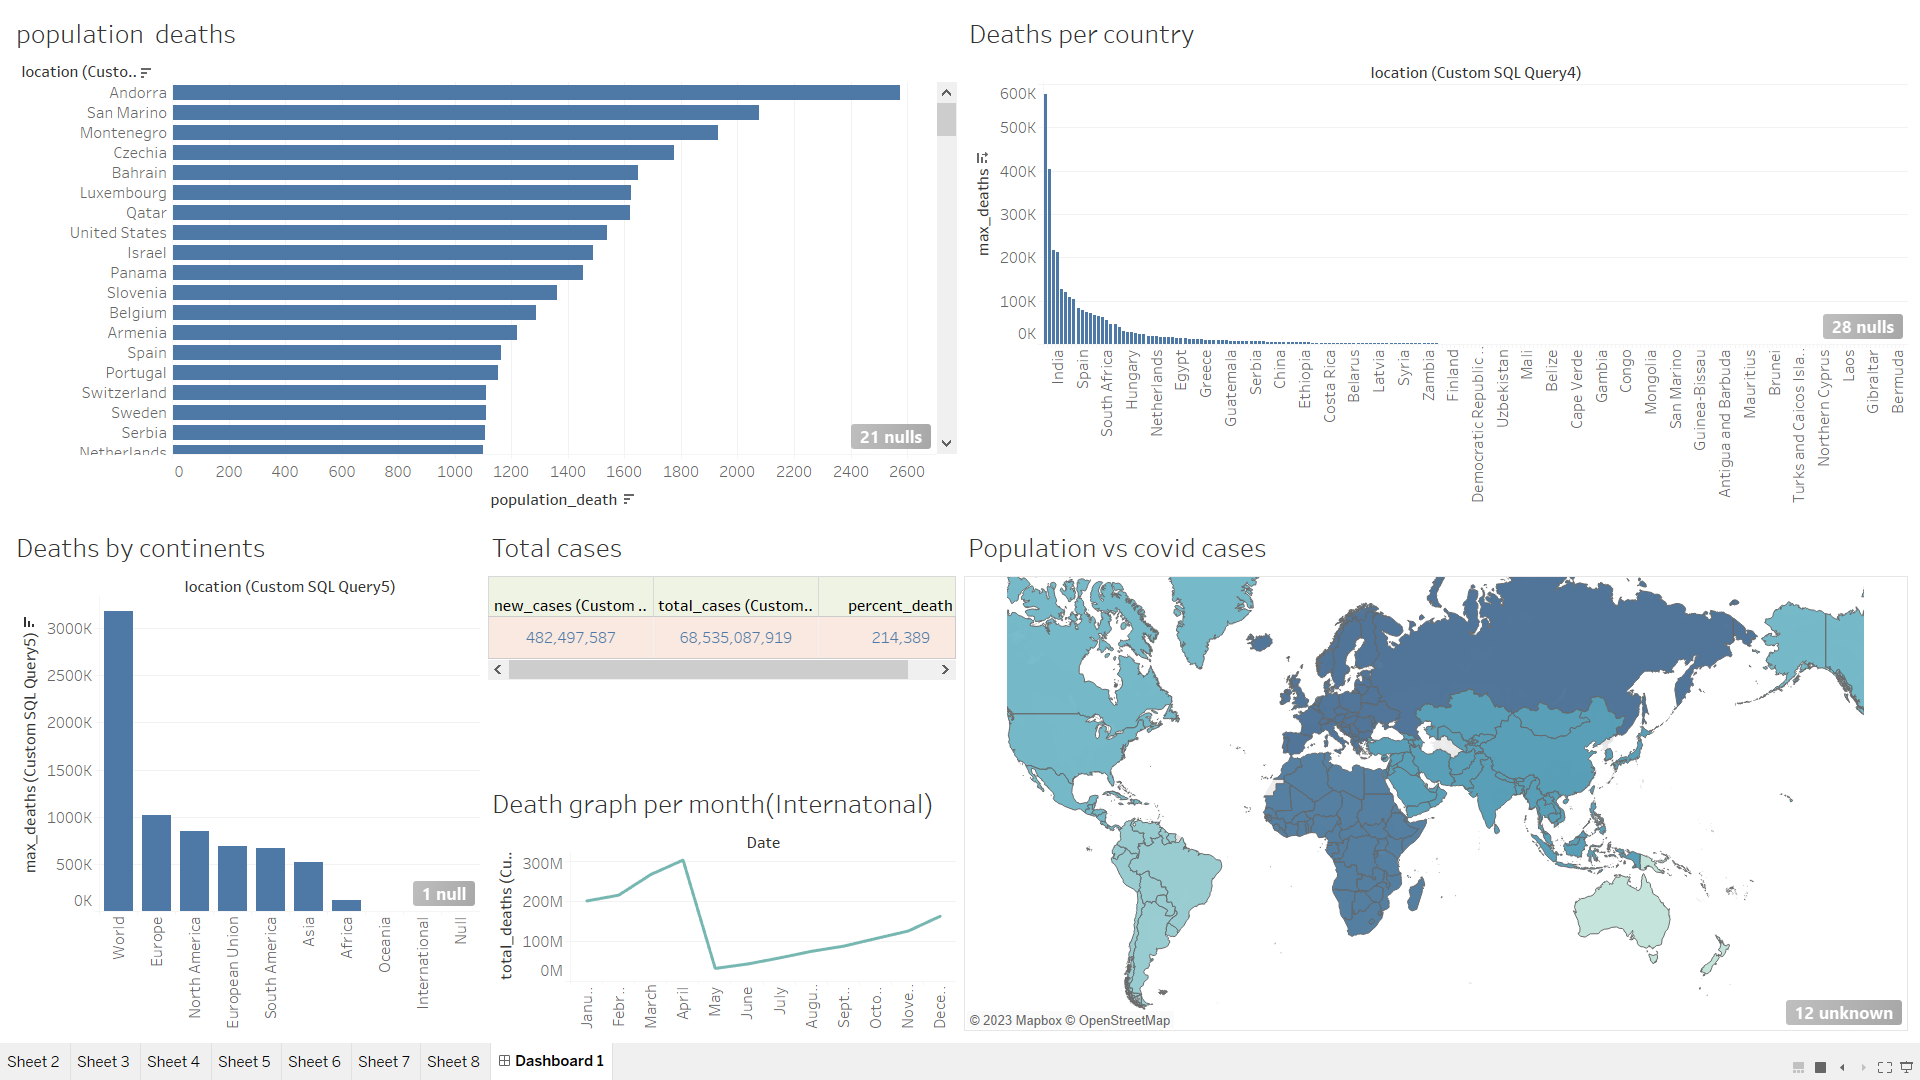 population  deaths
location (Custo..
Andorra
San Marino
Montenegro
Czechia
Bahrain
Luxembourg
Qatar
United States
Israel
Panama
Slovenia
Belgium
Armenia
Spain
Portugal
Switzerland
Sweden
Serbia
Netherlands
21 nulls
0 200 400 600 800 1000 1200 1400 1600 1800 2000 2200 2400 2600
population_death
Deaths per country
location (Custom SQL Query4)
max_deaths
600K
500K
400K
300K
200K
100K
0K
28 nulls
India
Spain
South Africa
Hungary
Netherlands
Egypt
Greece
Guatemala
Serbia
China
Ethiopia
Costa Rica
Belarus
Latvia
Syria
Zambia
Finland
Democratic Republic ..
Uzbekistan
Mali
Belize
Cape Verde
Gambia
Congo
Mongolia
San Marino
Guinea-Bissau
Antigua and Barbuda
Mauritius
Brunei
Turks and Caicos Isla..
Northern Cyprus
Laos
Gibraltar
Bermuda
Deaths by continents
location (Custom SQL Query5)
max_deaths (Custom SQL Query5)
3000K
2500K
2000K
1500K
1000K
500K
0K
1 null
World
Europe
North America
European Union
South America
Asia
Africa
Oceania
International
Null
Total cases
new_cases (Custom .. total_cases (Custom.. percent_death
482,497,587 68,535,087,919 214,389
Death graph per month(Internatonal)
Date
total_deaths (Cu..
300M
200M
100M
0M
Janu..
Febr..
March
April
May
June
July
Augu..
Sept..
Octo..
Nove..
Dece..
Population vs covid cases
© 2023 Mapbox © OpenStreetMap
12 unknown
Sheet 2 Sheet 3 Sheet 4 Sheet 5 Sheet 6 Sheet 7 Sheet 8 Dashboard 1